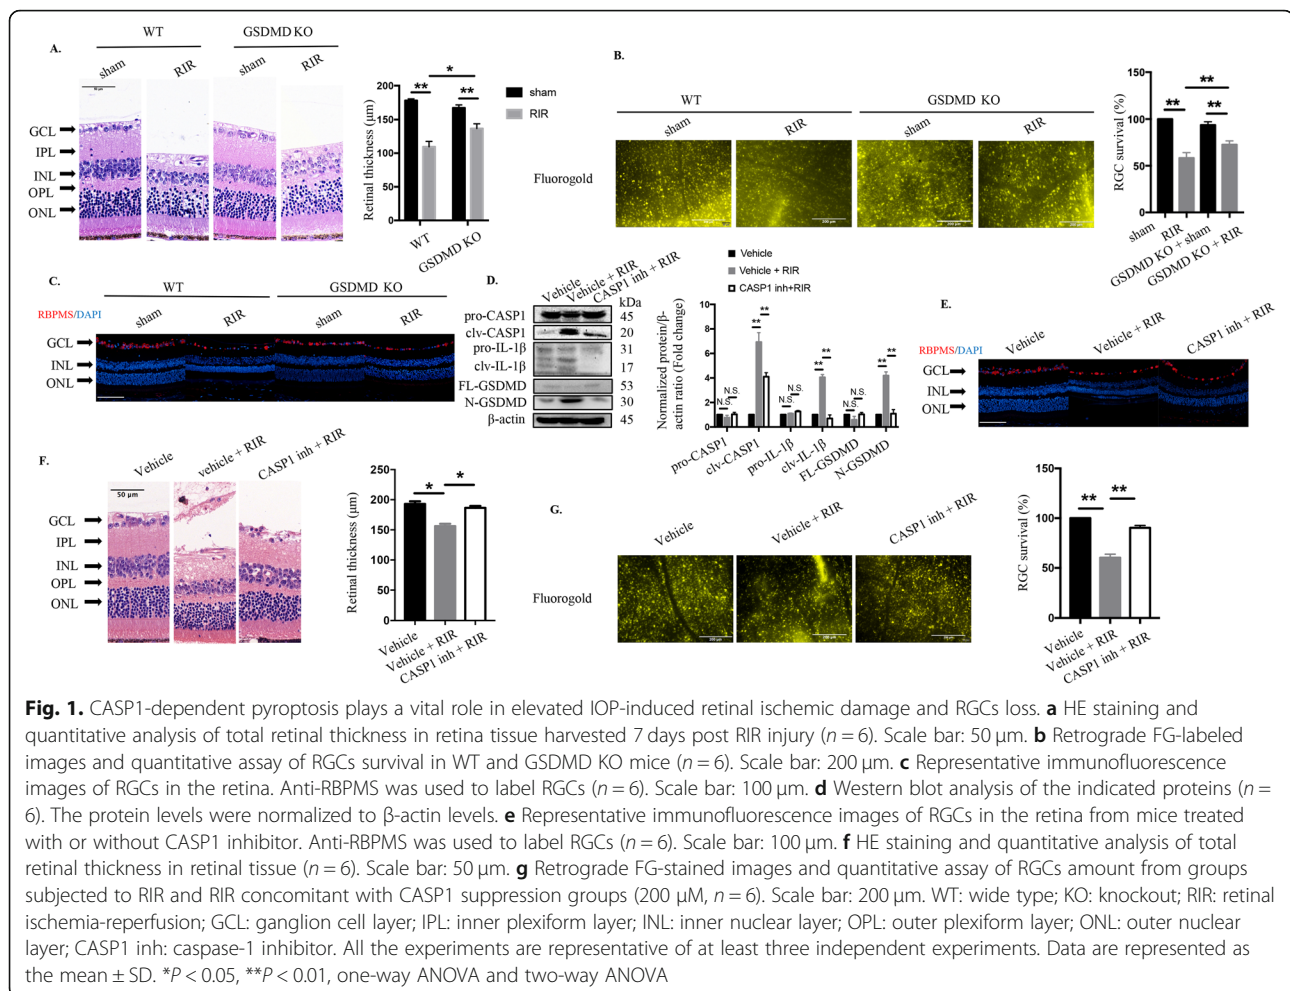 A.
WT
GSDMD KO
sham
RIR
sham
RIR
GCL
IPL
INL
OPL
ONL
Retinal thickness (μm)
200
150
100
50
0
**
**
*
sham
RIR
WT
GSDMD KO
B.
WT
GSDMD KO
sham
RIR
sham
RIR
Fluorogold
200 μm
200 μm
200 μm
RGC survival (%)
150
100
50
0
**
**
**
sham
RIR
GSDMD KO + sham
GSDMD KO + RIR
C.
WT
GSDMD KO
RBPMS/DAPI
sham
RIR
sham
RIR
GCL
INL
ONL
D.
Vehicle
Vehicle + RIR
CASP1 inh + RIR
kDa
pro-CASP1 45
clv-CASP1 20
pro-IL-1β 31
clv-IL-1β 17
FL-GSDMD 53
N-GSDMD 30
β-actin 45
Vehicle
Vehicle + RIR
CASP1 inh+RIR
Normalized protein/β-
actin ratio (Fold change)
10
8
6
4
2
0
N.S.
N.S.
**
**
N.S.
N.S.
**
**
N.S.
N.S.
**
**
pro-CASP1
clv-CASP1
pro-IL-1β
clv-IL-1β
FL-GSDMD
N-GSDMD
E.
Vehicle
Vehicle + RIR
CASP1 inh + RIR
RBPMS/DAPI
GCL
INL
ONL
F.
Vehicle
vehicle + RIR
CASP1 inh + RIR
50 μm
GCL
IPL
INL
OPL
ONL
Retinal thickness (μm)
250
200
150
100
50
0
*
*
Vehicle
Vehicle + RIR
CASP1 inh + RIR
G.
Vehicle
Vehicle + RIR
CASP1 inh + RIR
Fluorogold
200 μm
RGC survival (%)
150
100
50
0
**
**
Vehicle
Vehicle + RIR
CASP1 inh + RIR
Fig. 1. CASP1-dependent pyroptosis plays a vital role in elevated IOP-induced retinal ischemic damage and RGCs loss. a HE staining and
quantitative analysis of total retinal thickness in retina tissue harvested 7 days post RIR injury (n = 6). Scale bar: 50 μm. b Retrograde FG-labeled
images and quantitative assay of RGCs survival in WT and GSDMD KO mice (n = 6). Scale bar: 200 μm. c Representative immunofluorescence
images of RGCs in the retina. Anti-RBPMS was used to label RGCs (n = 6). Scale bar: 100 μm. d Western blot analysis of the indicated proteins (n =
6). The protein levels were normalized to β-actin levels. e Representative immunofluorescence images of RGCs in the retina from mice treated
with or without CASP1 inhibitor. Anti-RBPMS was used to label RGCs (n = 6). Scale bar: 100 μm. f HE staining and quantitative analysis of total
retinal thickness in retinal tissue (n = 6). Scale bar: 50 μm. g Retrograde FG-stained images and quantitative assay of RGCs amount from groups
subjected to RIR and RIR concomitant with CASP1 suppression groups (200 μM, n = 6). Scale bar: 200 μm. WT: wide type; KO: knockout; RIR: retinal
ischemia-reperfusion; GCL: ganglion cell layer; IPL: inner plexiform layer; INL: inner nuclear layer; OPL: outer plexiform layer; ONL: outer nuclear
layer; CASP1 inh: caspase-1 inhibitor. All the experiments are representative of at least three independent experiments. Data are represented as
the mean ± SD. *P < 0.05, **P < 0.01, one-way ANOVA and two-way ANOVA